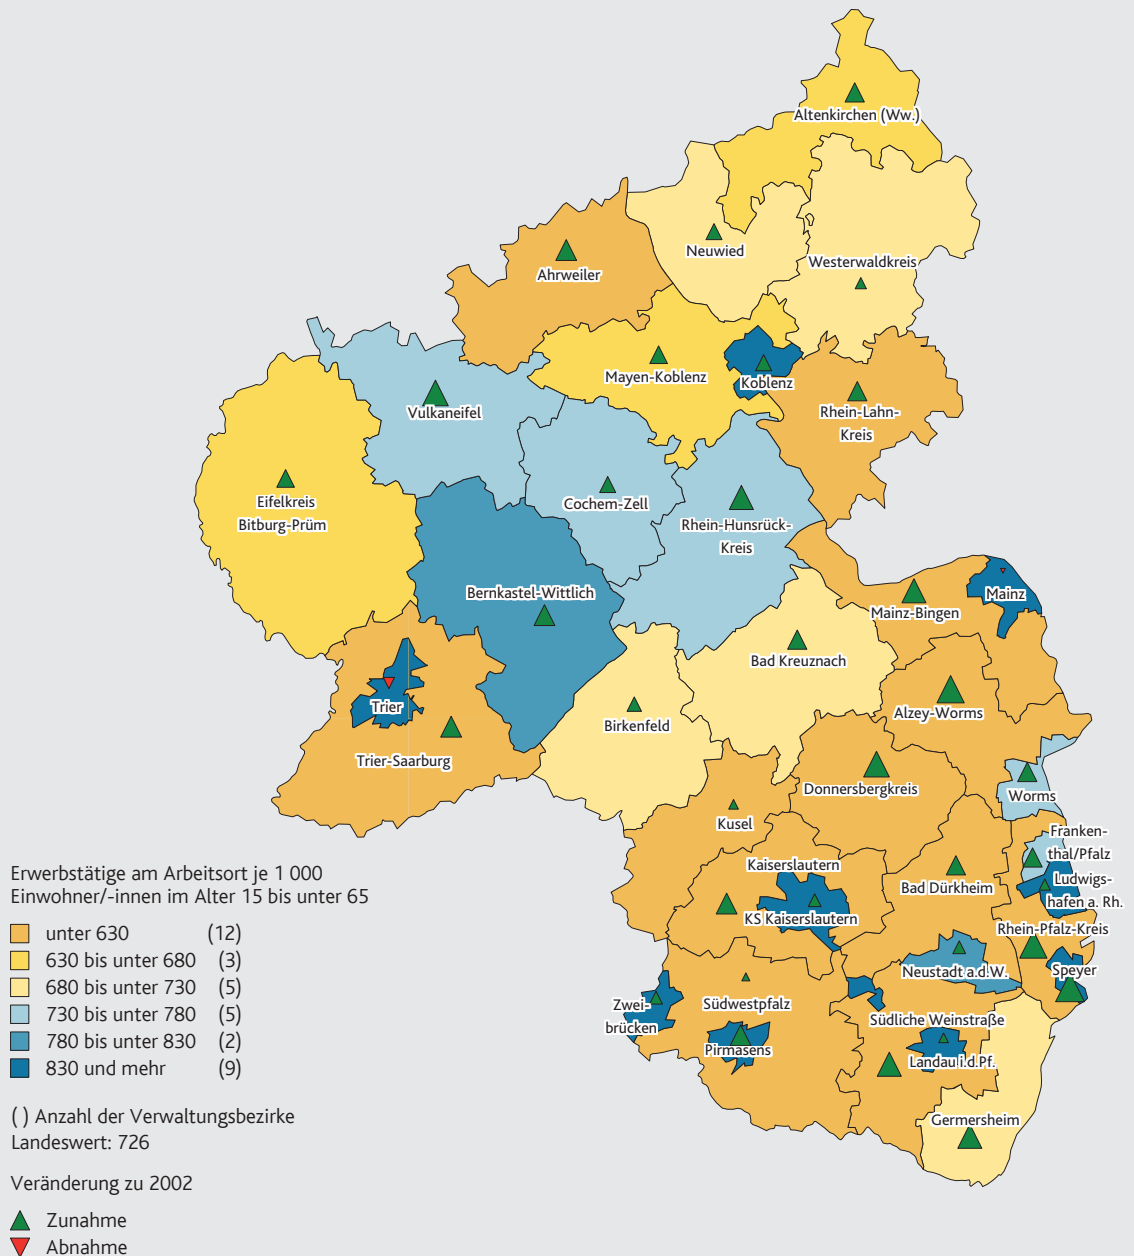 Altenkirchen (Ww.)
Neuwied
Westerwaldkreis
Ahrweiler
Mayen-Koblenz
Koblenz
Rhein-Lahn-
Kreis
Vulkaneifel
Eifelkreis
Bitburg-Prüm
Cochem-Zell
Rhein-Hunsrück-
Kreis
Bernkastel-Wittlich
Mainz-Bingen
Mainz
Bad Kreuznach
Trier
Birkenfeld
Alzey-Worms
Trier-Saarburg
Donnersbergkreis
Worms
Kusel
Franken-
thal/Pfalz
Kaiserslautern
Bad Dürkheim
Ludwigs-
hafen a. Rh.
KS Kaiserslautern
Rhein-Pfalz-Kreis
Neustadt a.d.W.
Speyer
Zwei-
brücken
Südwestpfalz
Südliche Weinstraße
Pirmasens
Landau i.d.Pf.
Germersheim
Erwerbstätige am Arbeitsort je 1 000
Einwohner/-innen im Alter 15 bis unter 65
unter 630 (12)
630 bis unter 680 (3)
680 bis unter 730 (5)
730 bis unter 780 (5)
780 bis unter 830 (2)
830 und mehr (9)
( ) Anzahl der Verwaltungsbezirke
Landeswert: 726
Veränderung zu 2002
Zunahme
Abnahme